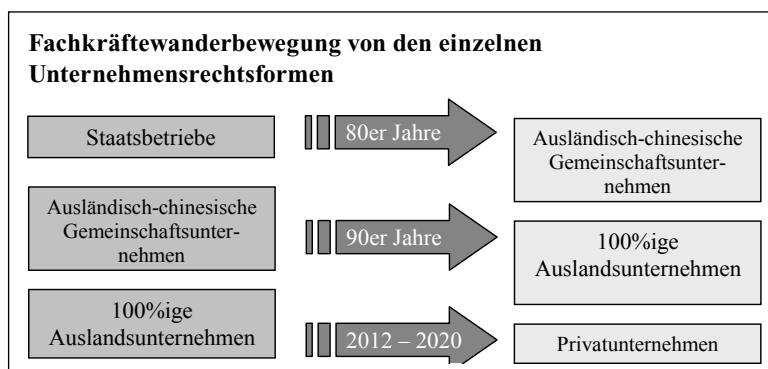 Fachkräftewanderbewegung von den einzelnen
Unternehmensrechtsformen
Staatsbetriebe
80er Jahre
Ausländisch-chinesische
Gemeinschaftsunter-
nehmen
Ausländisch-chinesische
Gemeinschaftsunter-
nehmen
90er Jahre
100%ige
Auslandsunternehmen
100%ige
Auslandsunternehmen
2012 – 2020
Privatunternehmen